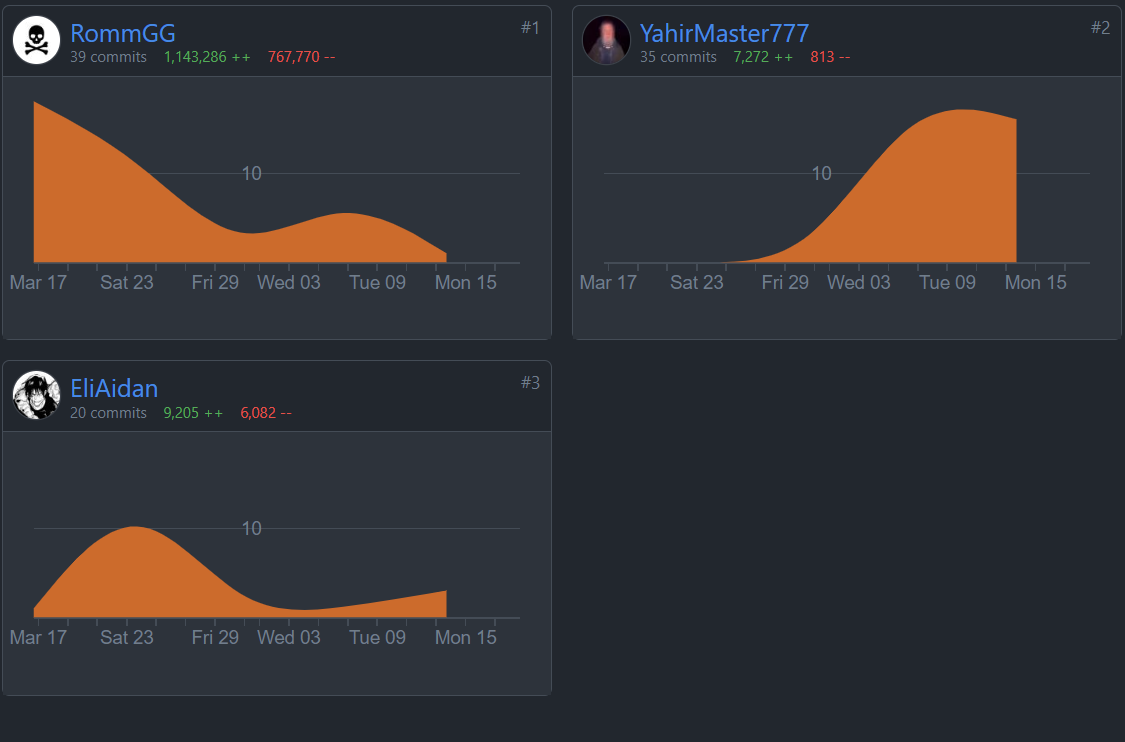 RommGG #1
39 commits 1,143,286 ++ 767,770 --
10
Mar 17 Sat 23 Fri 29 Wed 03 Tue 09 Mon 15
YahirMaster777 #2
35 commits 7,272 ++ 813 --
10
Mar 17 Sat 23 Fri 29 Wed 03 Tue 09 Mon 15
EliAidan #3
20 commits 9,205 ++ 6,082 --
10
Mar 17 Sat 23 Fri 29 Wed 03 Tue 09 Mon 15